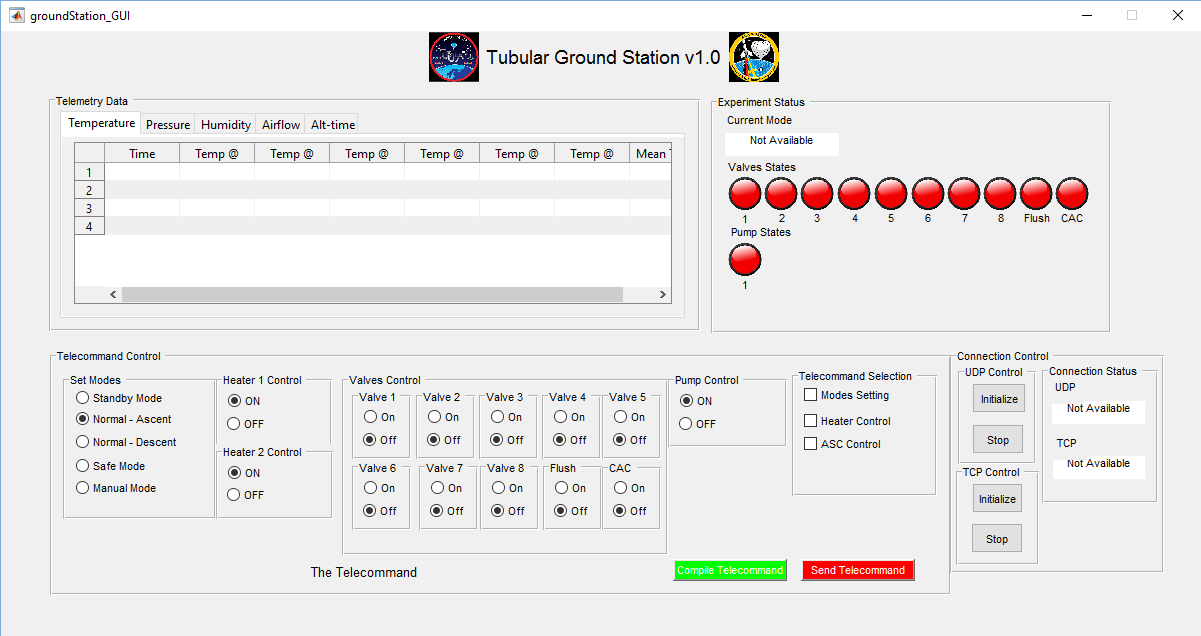 groundStation_GUI
Tubular Ground Station v1.0
Telemetry Data
Temperature Pressure Humidity Airflow Alt-time
Time Temp @ Temp @ Temp @ Temp @ Temp @ Temp @ Mean
1
2
3
4
Experiment Status
Current Mode
Not Available
Valves States
1 2 3 4 5 6 7 8 Flush CAC
Pump States
1
Telecommand Control
Set Modes
Standby Mode
Normal - Ascent
Normal - Descent
Safe Mode
Manual Mode
Heater 1 Control
ON
OFF
Heater 2 Control
ON
OFF
Valves Control
Valve 1 Valve 2 Valve 3 Valve 4 Valve 5
On On On On On
Off Off Off Off Off
Valve 6 Valve 7 Valve 8 Flush CAC
On On On On On
Off Off Off Off Off
Pump Control
ON
OFF
Telecommand Selection
Modes Setting
Heater Control
ASC Control
The Telecommand
Compile Telecommand
Send Telecommand
Connection Control
UDP Control
Initialize
Stop
TCP Control
Initialize
Stop
Connection Status
UDP
Not Available
TCP
Not Available